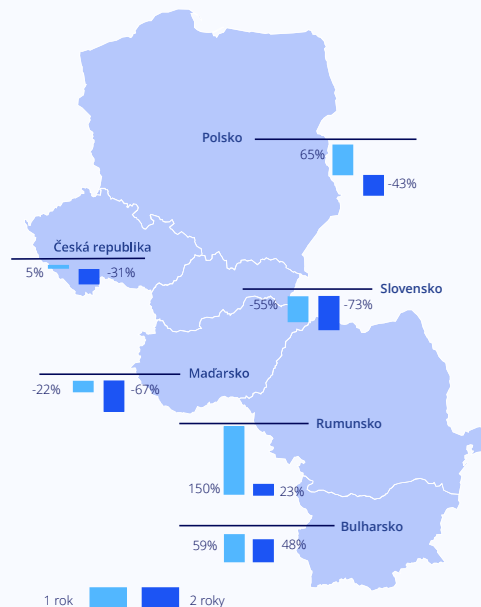 Polsko
65%
-43%
Česká republika
5%
-31%
Slovensko
-55%
-73%
Maďarsko
-22%
-67%
Rumunsko
150%
23%
Bulharsko
59%
48%
1 rok
2 roky